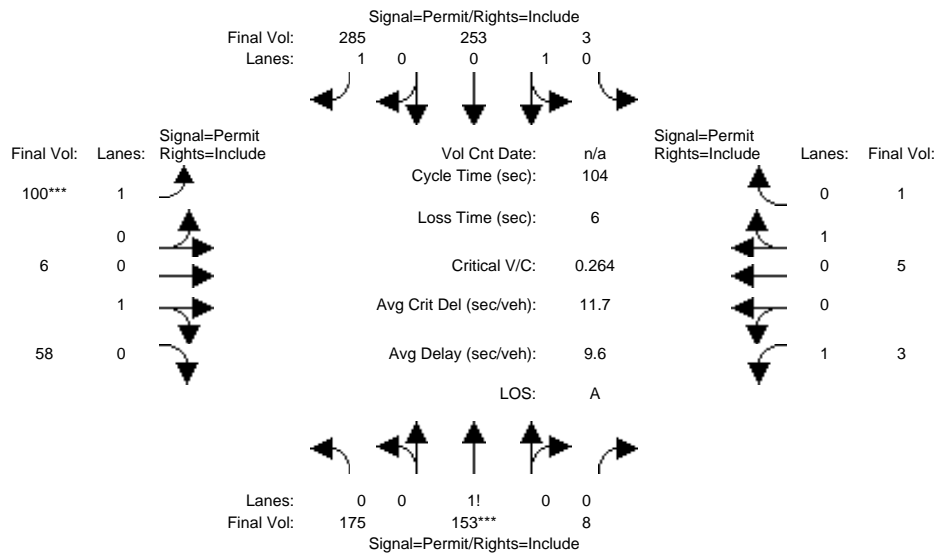 Signal=Permit/Rights=Include
Final Vol: 285 253 3
Lanes: 1 0 0 1 0
Signal=Permit
Final Vol: Lanes: Rights=Include
Vol Cnt Date: n/a
Signal=Permit
Rights=Include Lanes: Final Vol:
Cycle Time (sec): 104
100*** 1
0 1
Loss Time (sec): 6
0
1
6 0
Critical V/C: 0.264
0 5
1
Avg Crit Del (sec/veh): 11.7
0
58 0
Avg Delay (sec/veh): 9.6
1 3
LOS: A
Lanes: 0 0 1! 0 0
Final Vol: 175 153*** 8
Signal=Permit/Rights=Include